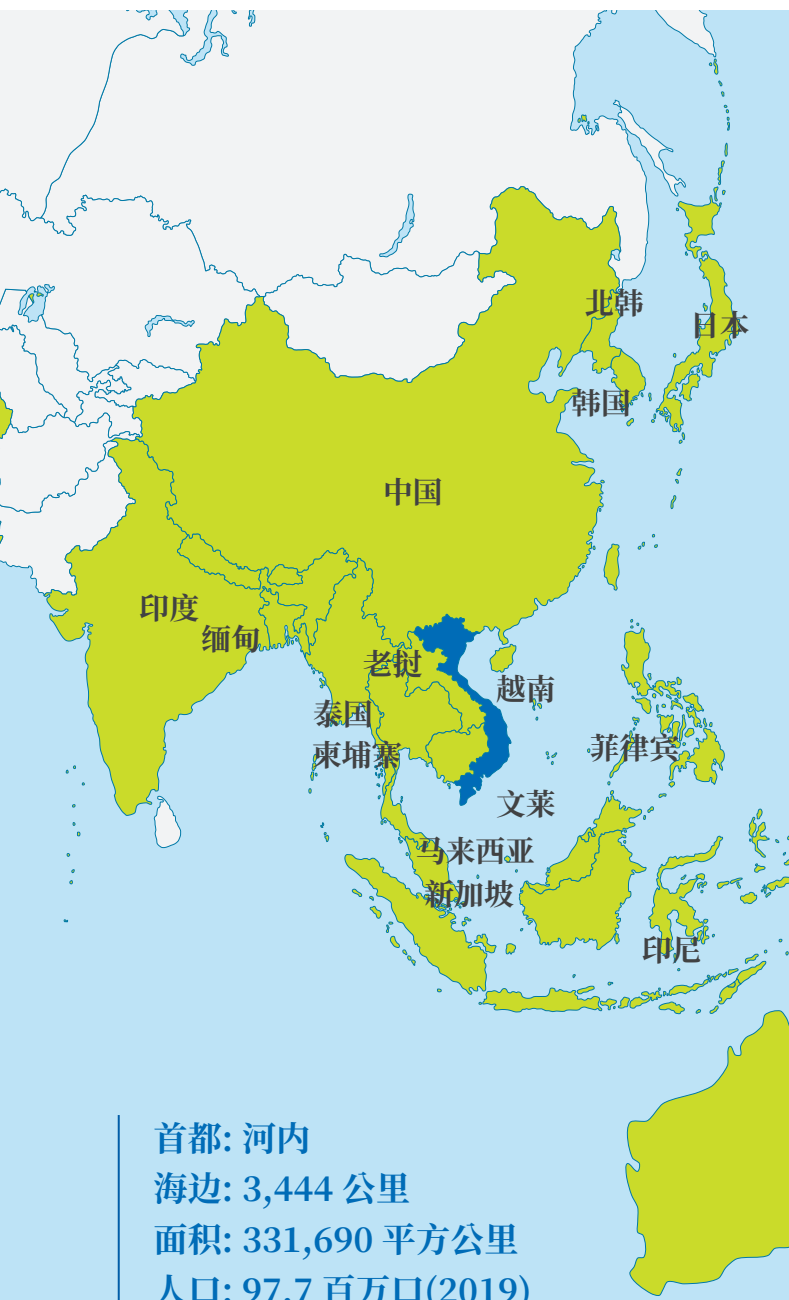 北韩
日本
韩国
中国
印度
缅甸
老挝
越南
泰国
菲律宾
柬埔寨
文莱
马来西亚
新加坡
印尼
首都: 河内
海边: 3,444 公里
面积: 331,690 平方公里
人口: 97.7 百万口(2019)